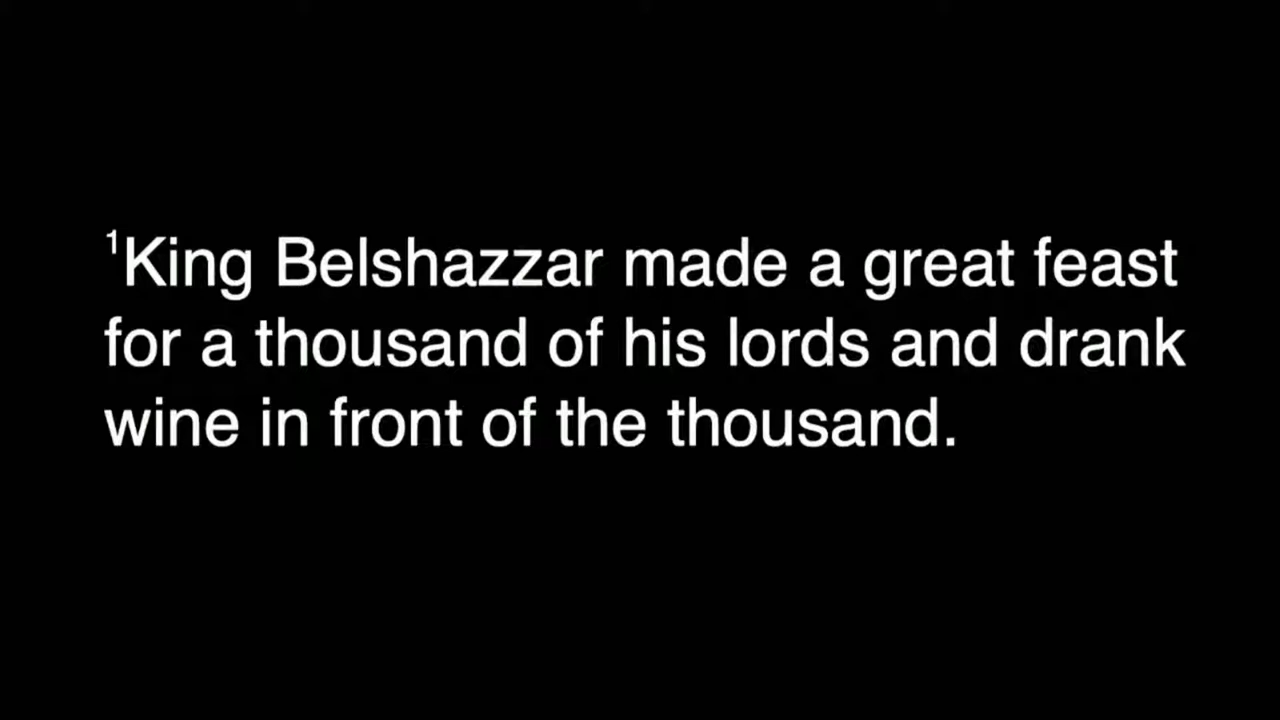 ¹King Belshazzar made a great feast
for a thousand of his lords and drank
wine in front of the thousand.